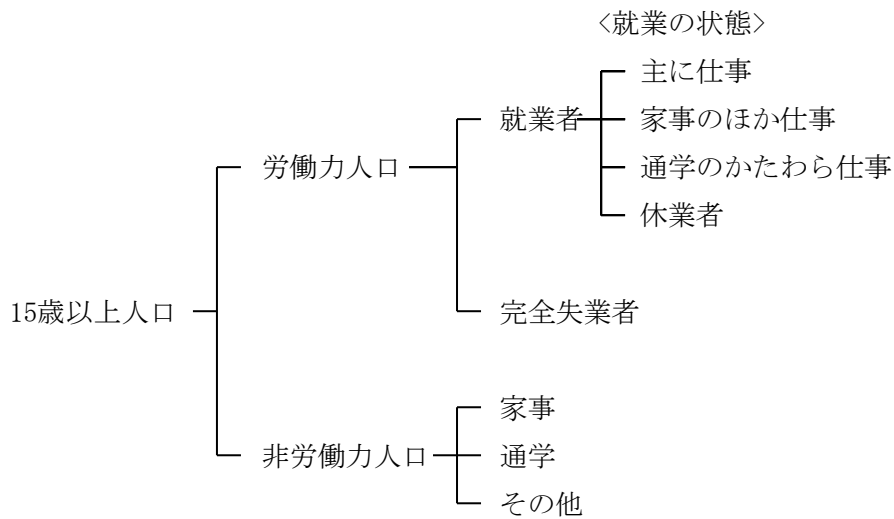 <就業の状態>
主に仕事
就業者
家事のほか仕事
労働力人口
通学のかたわら仕事
休業者
15歳以上人口
完全失業者
家事
非労働力人口
通学
その他